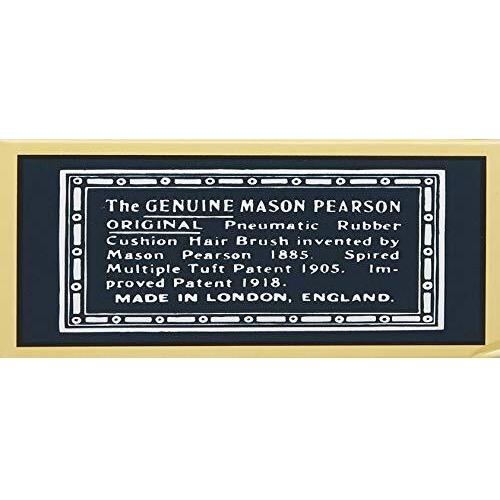 The GENUINE MASON PEARSON
ORIGINAL Pneumatic Rubber
Cushion Hair Brush invented by
Mason Pearson 1885. Spired
Multiple Tuft Patent 1905. Im-
proved Patent 1918.
MADE IN LONDON, ENGLAND.